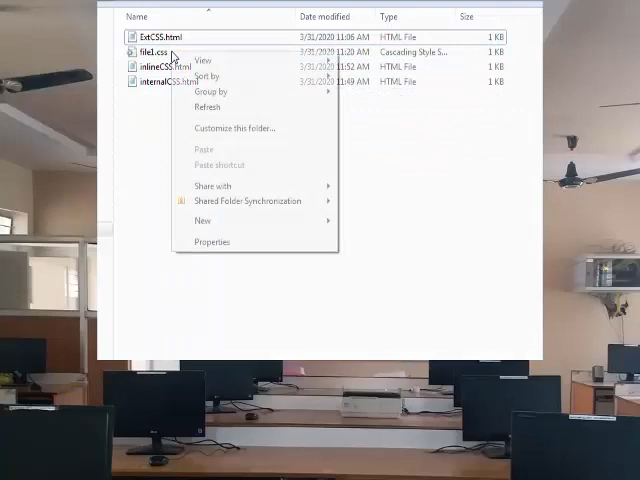 Name Date modified Type Size
ExtCSS.html 3/31/2020 11:06 AM HTML File 1 KB
file1.css 3/31/2020 11:20 AM Cascading Style S... 1 KB
inlineCSS.html 3/31/2020 11:52 AM HTML File 1 KB
internalCSS.html 3/31/2020 11:49 AM HTML File 1 KB
View
Sort by
Group by
Refresh
Customize this folder...
Paste
Paste shortcut
Share with
Shared Folder Synchronization
New
Properties